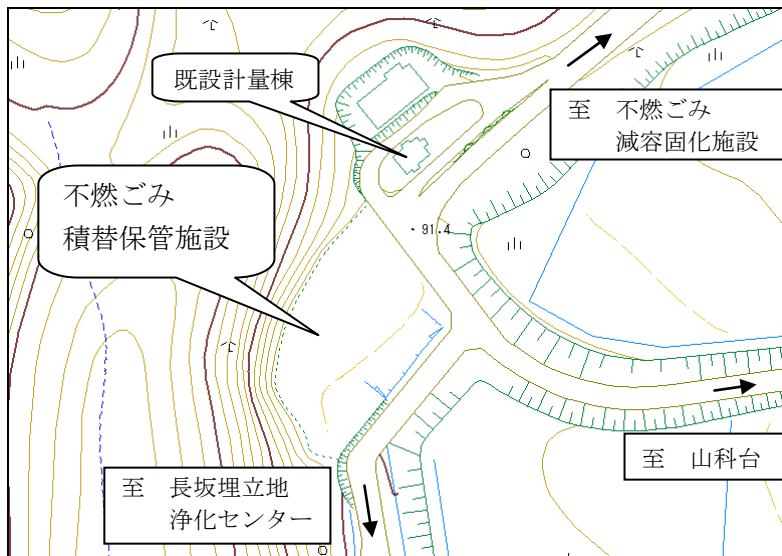 既設計量棟
至 不燃ごみ
減容固化施設
不燃ごみ
積替保管施設
91.4
至 長坂埋立地
浄化センター
至 山科台